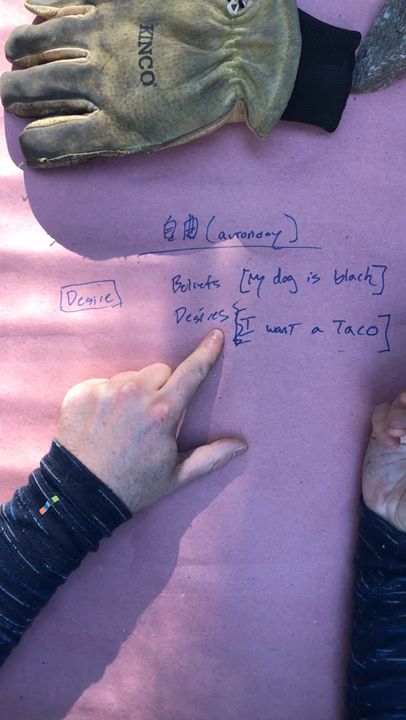 KINCO
自由 (autonomy)
Desire
Beliefs [My dog is black]
Desires [I want a Taco]